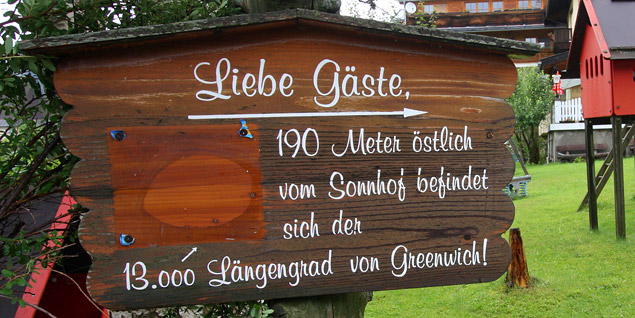 Liebe Gäste,
190 Meter östlich
vom Sonnhof befindet
sich der
13.000 Längengrad von Greenwich!